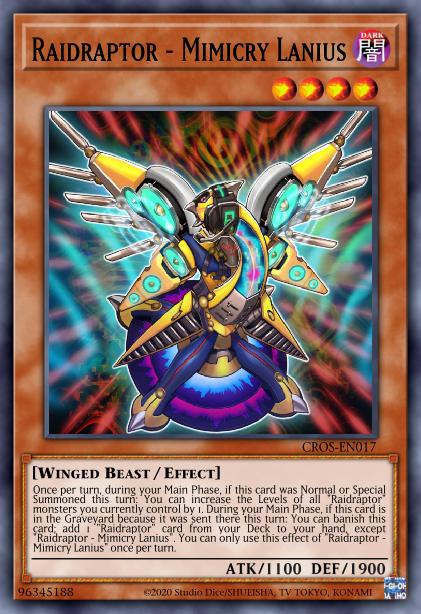 Raidraptor - Mimicry Lanius
DARK
闇
CROS-EN017
[Winged Beast / Effect]
Once per turn, during your Main Phase, if this card was Normal or Special
Summoned this turn: You can increase the Levels of all "Raidraptor"
monsters you currently control by 1. During your Main Phase, if this card is
in the Graveyard because it was sent there this turn: You can banish this
card; add 1 "Raidraptor" card from your Deck to your hand, except
"Raidraptor - Mimicry Lanius". You can only use this effect of "Raidraptor -
Mimicry Lanius" once per turn.
ATK/1100 DEF/1900
96345188
©2020 Studio Dice/SHUEISHA, TV TOKYO, KONAMI